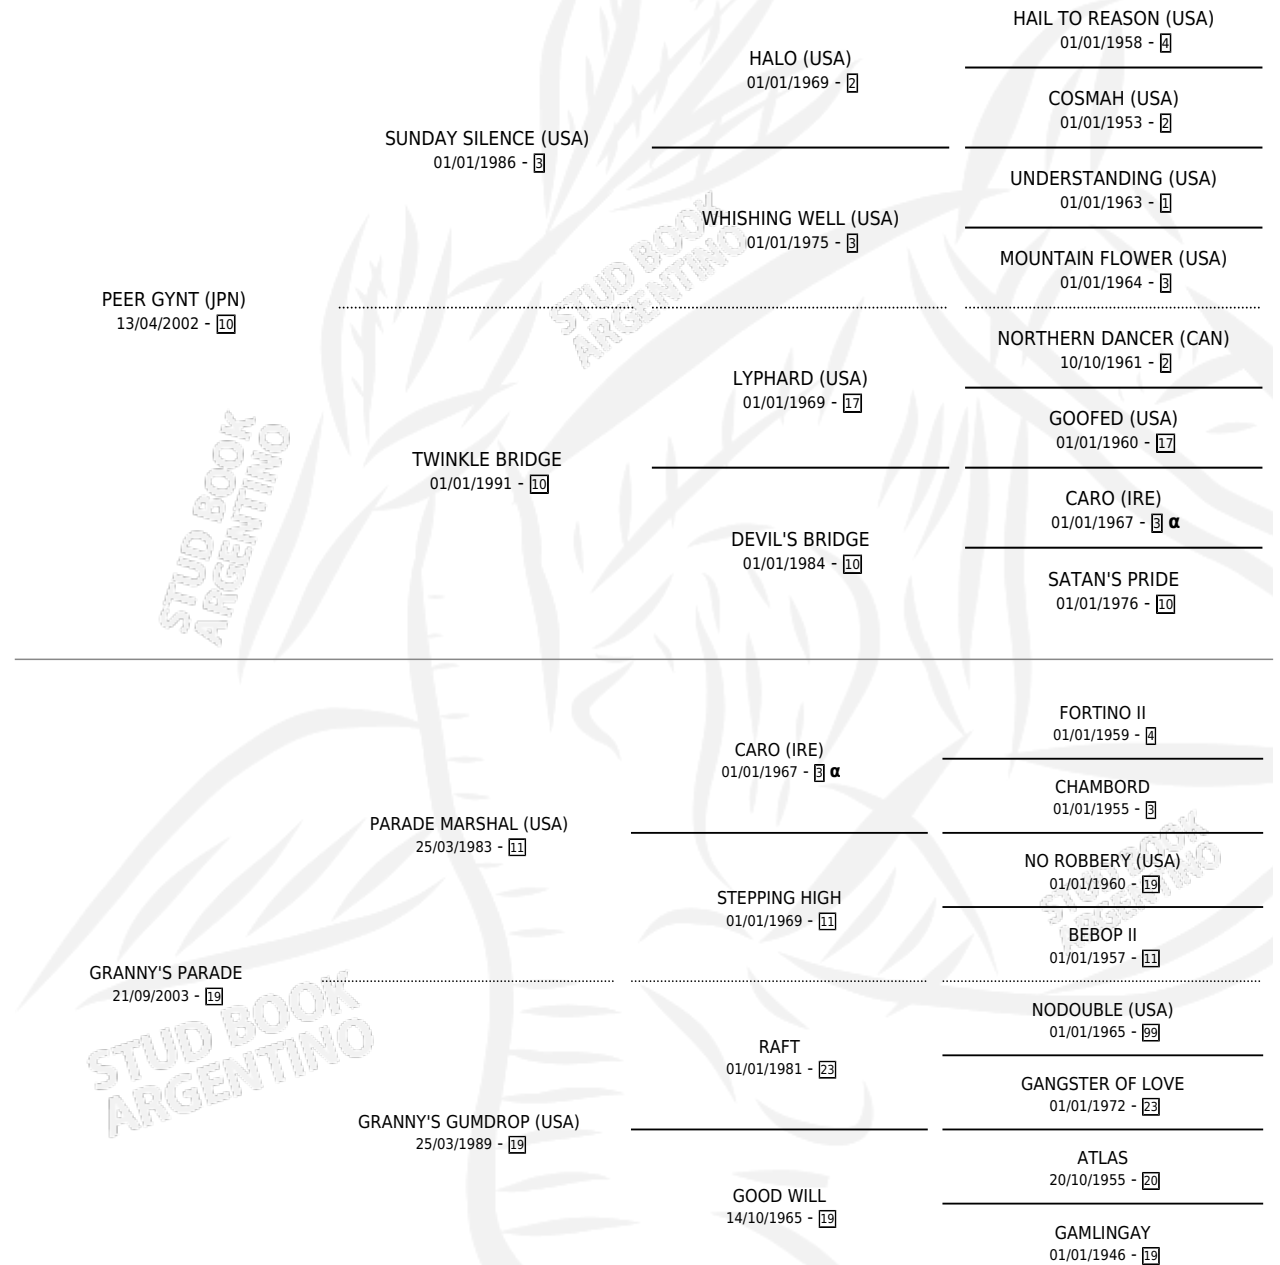 HAIL TO REASON (USA)
01/01/1958 - 4
HALO (USA)
01/01/1969 - 2
COSMAH (USA)
01/01/1953 - 2
SUNDAY SILENCE (USA)
01/01/1986 - 3
UNDERSTANDING (USA)
01/01/1963 - 1
WHISHING WELL (USA)
01/01/1975 - 3
MOUNTAIN FLOWER (USA)
01/01/1964 - 3
PEER GYNT (JPN)
13/04/2002 - 10
NORTHERN DANCER (CAN)
10/10/1961 - 2
LYPHARD (USA)
01/01/1969 - 17
GOOFED (USA)
01/01/1960 - 17
TWINKLE BRIDGE
01/01/1991 - 10
CARO (IRE)
01/01/1967 - 3 α
DEVIL'S BRIDGE
01/01/1984 - 10
SATAN'S PRIDE
01/01/1976 - 10
FORTINO II
01/01/1959 - 4
CARO (IRE)
01/01/1967 - 3 α
CHAMBORD
01/01/1955 - 3
PARADE MARSHAL (USA)
25/03/1983 - 11
NO ROBBERY (USA)
01/01/1960 - 19
STEPPING HIGH
01/01/1969 - 11
BEBOP II
01/01/1957 - 11
GRANNY'S PARADE
21/09/2003 - 19
NODOUBLE (USA)
01/01/1965 - 99
RAFT
01/01/1981 - 23
GANGSTER OF LOVE
01/01/1972 - 23
GRANNY'S GUMDROP (USA)
25/03/1989 - 19
ATLAS
20/10/1955 - 20
GOOD WILL
14/10/1965 - 19
GAMLINGAY
01/01/1946 - 19
STUD BOOK
ARGENTINO
STUD BOOK
ARGENTINO
STUD BOOK
ARGENTINO
STUD BOOK
ARGENTINO